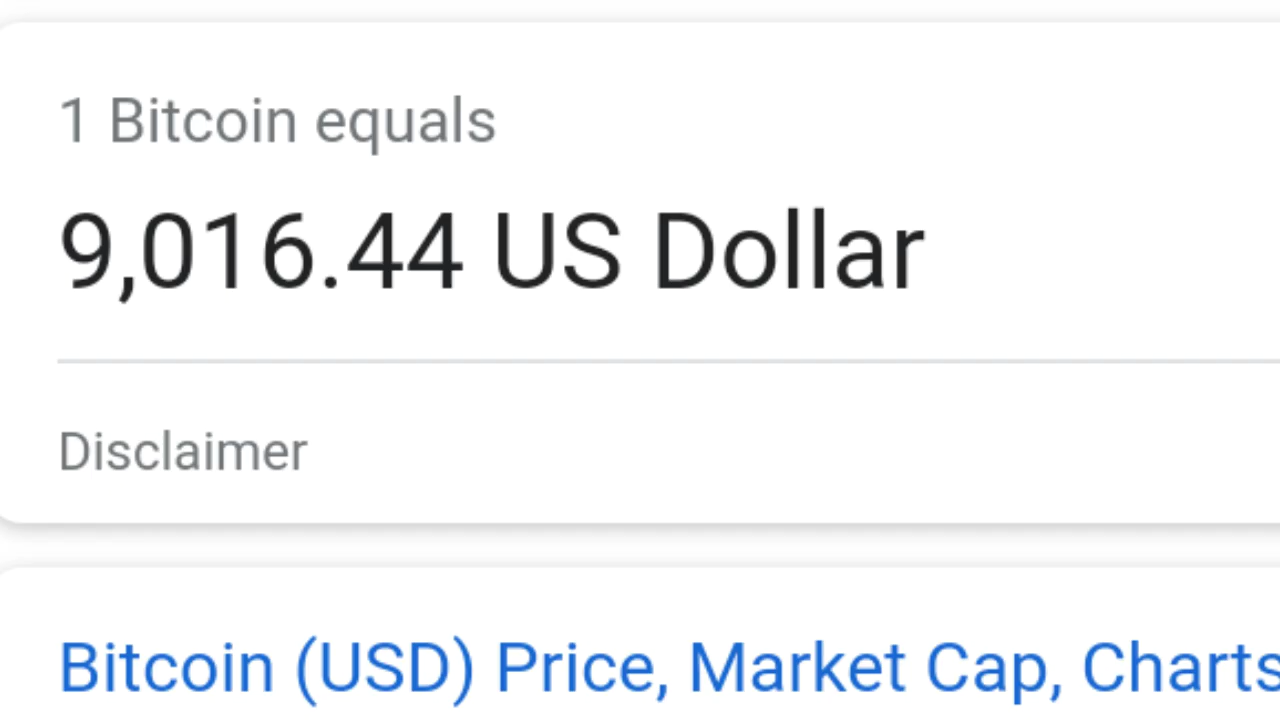 1 Bitcoin equals
9,016.44 US Dollar
Disclaimer
Bitcoin (USD) Price, Market Cap, Charts